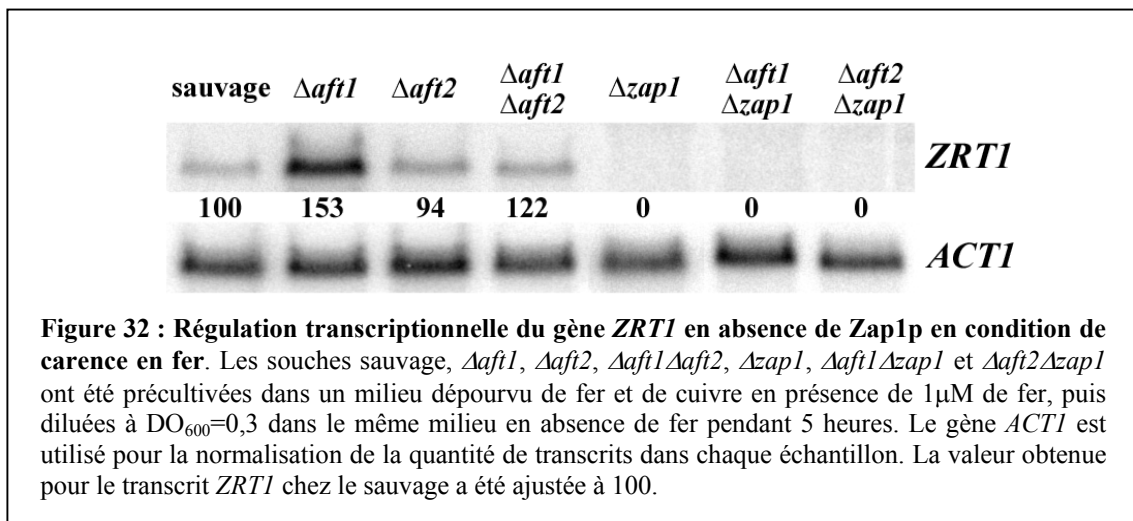 sauvage Δaft1 Δaft2 Δaft1 Δaft2 Δzap1 Δaft1 Δzap1 Δaft2 Δzap1
ZRT1
100 153 94 122 0 0 0
ACT1
Figure 32 : Régulation transcriptionnelle du gène ZRT1 en absence de Zap1p en condition de
carence en fer. Les souches sauvage, Δaft1, Δaft2, Δaft1Δaft2, Δzap1, Δaft1Δzap1 et Δaft2Δzap1
ont été précultivées dans un milieu dépourvu de fer et de cuivre en présence de 1μM de fer, puis
diluées à DO600=0,3 dans le même milieu en absence de fer pendant 5 heures. Le gène ACT1 est
utilisé pour la normalisation de la quantité de transcrits dans chaque échantillon. La valeur obtenue
pour le transcrit ZRT1 chez le sauvage a été ajustée à 100.